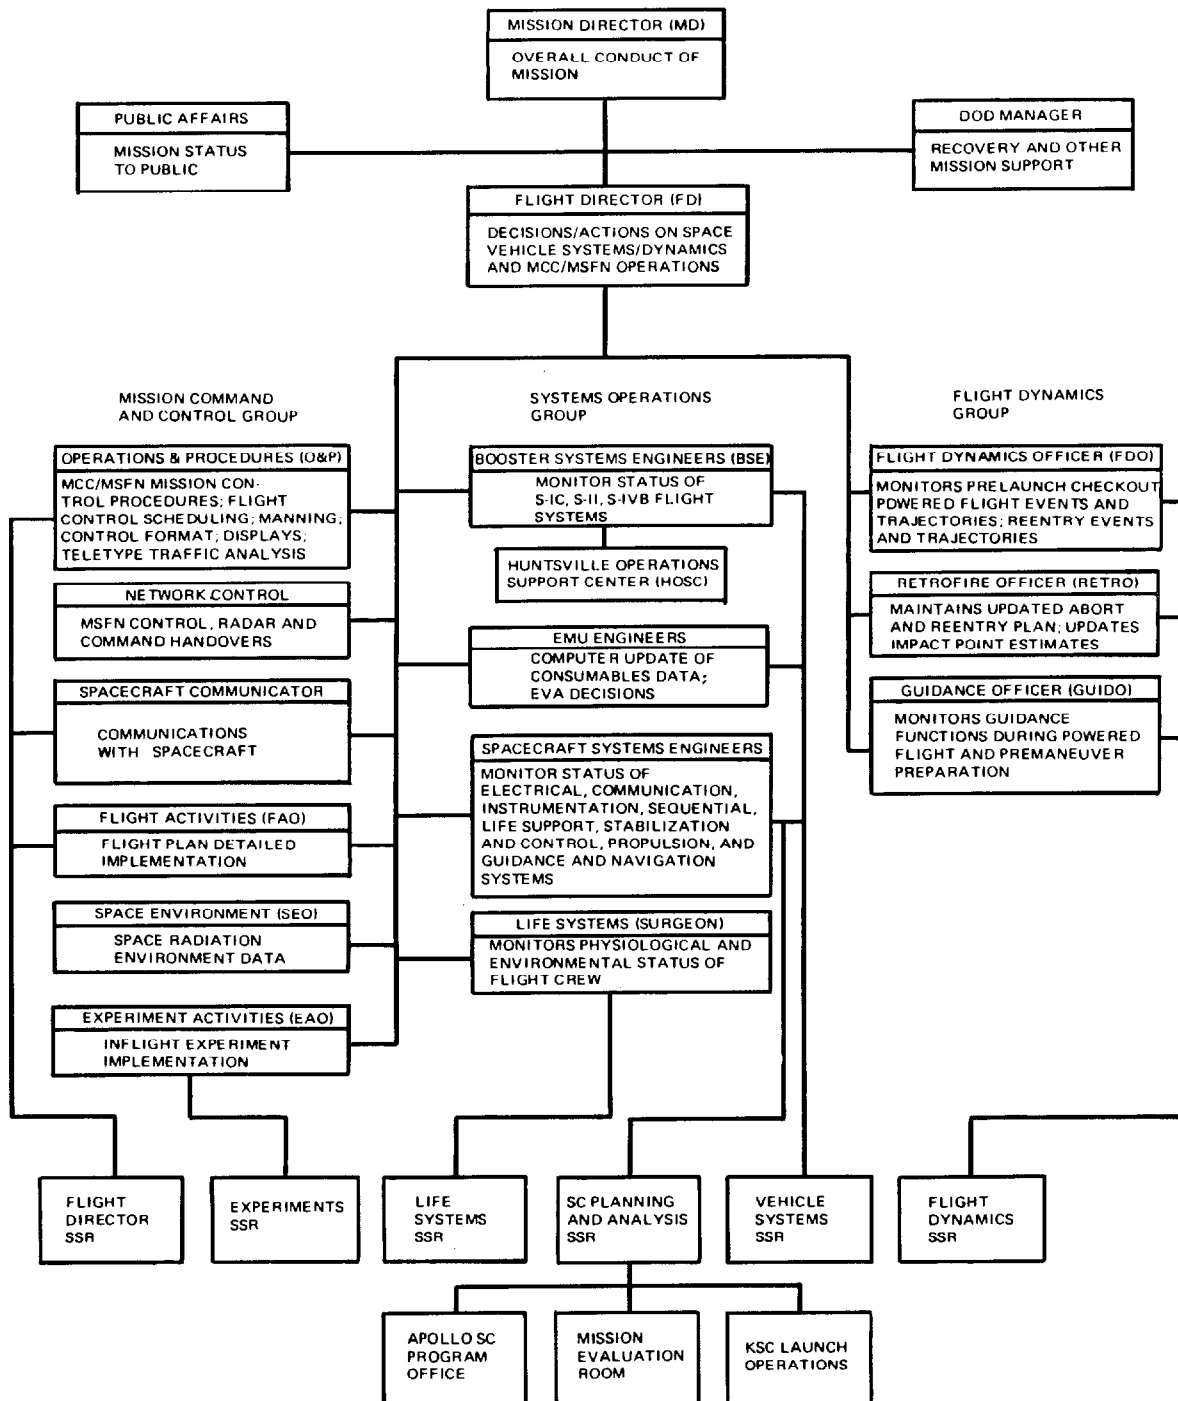 MISSION DIRECTOR (MD)
OVERALL CONDUCT OF
MISSION
PUBLIC AFFAIRS
MISSION STATUS
TO PUBLIC
DOD MANAGER
RECOVERY AND OTHER
MISSION SUPPORT
FLIGHT DIRECTOR (FD)
DECISIONS/ACTIONS ON SPACE
VEHICLE SYSTEMS/DYNAMICS
AND MCC/MSFN OPERATIONS
MISSION COMMAND
AND CONTROL GROUP
OPERATIONS & PROCEDURES (O&P)
MCC/MSFN MISSION CON-
TROL PROCEDURES; FLIGHT
CONTROL SCHEDULING; MANNING;
CONTROL FORMAT; DISPLAYS;
TELETYPE TRAFFIC ANALYSIS
NETWORK CONTROL
MSFN CONTROL, RADAR AND
COMMAND HANDOVERS
SPACECRAFT COMMUNICATOR
COMMUNICATIONS
WITH SPACECRAFT
FLIGHT ACTIVITIES (FAO)
FLIGHT PLAN DETAILED
IMPLEMENTATION
SPACE ENVIRONMENT (SEO)
SPACE RADIATION
ENVIRONMENT DATA
EXPERIMENT ACTIVITIES (EAO)
INFLIGHT EXPERIMENT
IMPLEMENTATION
SYSTEMS OPERATIONS
GROUP
BOOSTER SYSTEMS ENGINEERS (BSE)
MONITOR STATUS OF
S-IC, S-II, S-IVB FLIGHT
SYSTEMS
HUNTSVILLE OPERATIONS
SUPPORT CENTER (HOSC)
EMU ENGINEERS
COMPUTER UPDATE OF
CONSUMABLES DATA;
EVA DECISIONS
SPACECRAFT SYSTEMS ENGINEERS
MONITOR STATUS OF
ELECTRICAL, COMMUNICATION,
INSTRUMENTATION, SEQUENTIAL,
LIFE SUPPORT, STABILIZATION
AND CONTROL, PROPULSION, AND
GUIDANCE AND NAVIGATION
SYSTEMS
LIFE SYSTEMS (SURGEON)
MONITORS PHYSIOLOGICAL AND
ENVIRONMENTAL STATUS OF
FLIGHT CREW
FLIGHT DYNAMICS
GROUP
FLIGHT DYNAMICS OFFICER (FDO)
MONITORS PRELAUNCH CHECKOUT
POWERED FLIGHT EVENTS AND
TRAJECTORIES; REENTRY EVENTS
AND TRAJECTORIES
RETROFIRE OFFICER (RETRO)
MAINTAINS UPDATED ABORT
AND REENTRY PLAN; UPDATES
IMPACT POINT ESTIMATES
GUIDANCE OFFICER (GUIDO)
MONITORS GUIDANCE
FUNCTIONS DURING POWERED
FLIGHT AND PREMANEUVER
PREPARATION
FLIGHT
DIRECTOR
SSR
EXPERIMENTS
SSR
LIFE
SYSTEMS
SSR
SC PLANNING
AND ANALYSIS
SSR
VEHICLE
SYSTEMS
SSR
FLIGHT
DYNAMICS
SSR
APOLLO SC
PROGRAM
OFFICE
MISSION
EVALUATION
ROOM
KSC LAUNCH
OPERATIONS